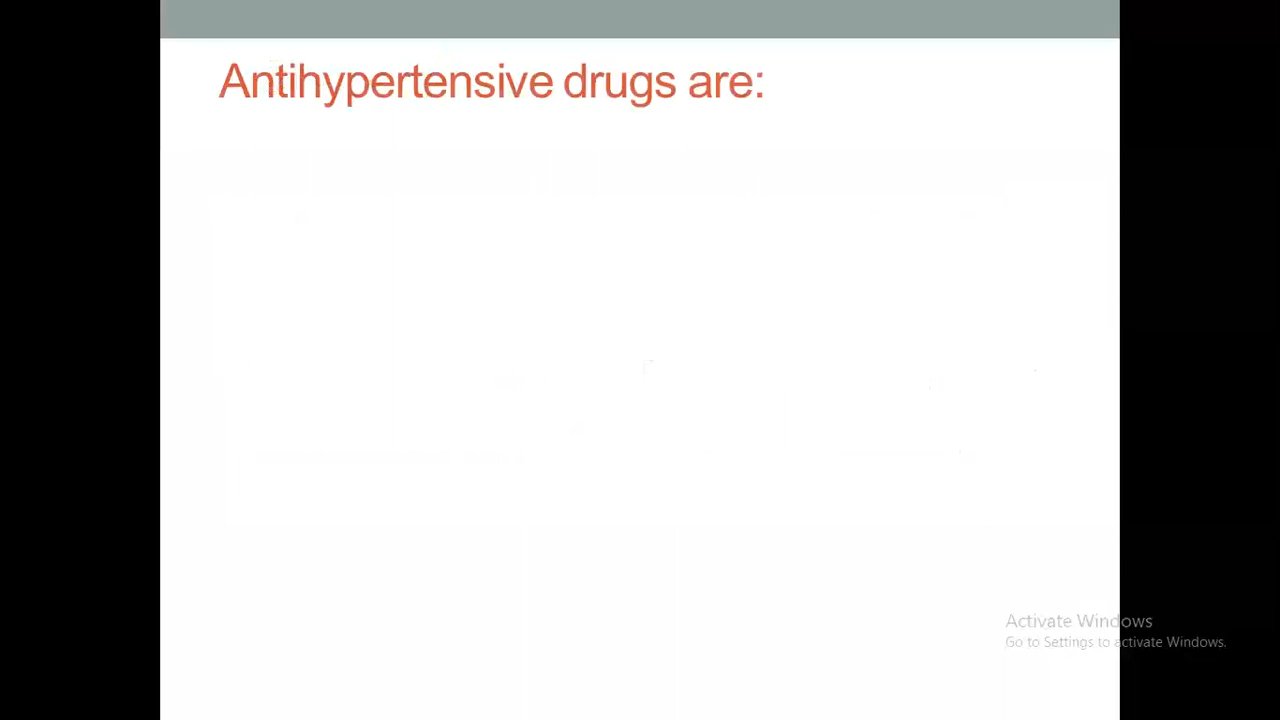 Antihypertensive drugs are:
Activate Windows
Go to Settings to activate Windows.